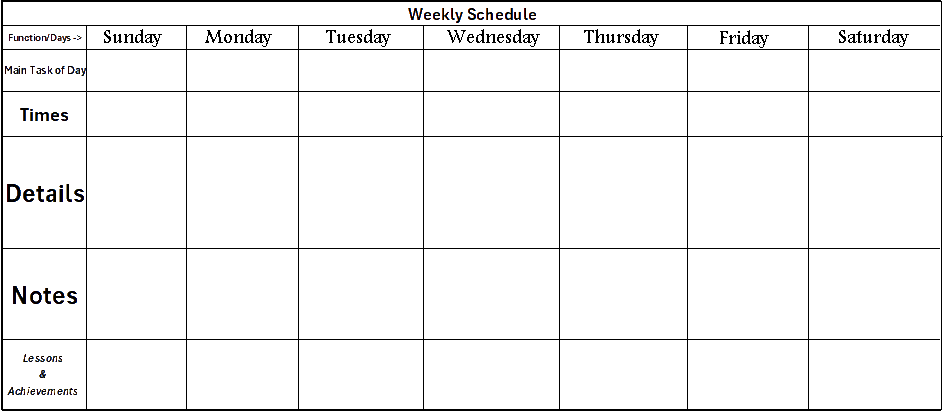 Weekly Schedule
Function/Days -> Sunday Monday Tuesday Wednesday Thursday Friday Saturday
Main Task of Day
Times
Details
Notes
Lessons
&
Achievements